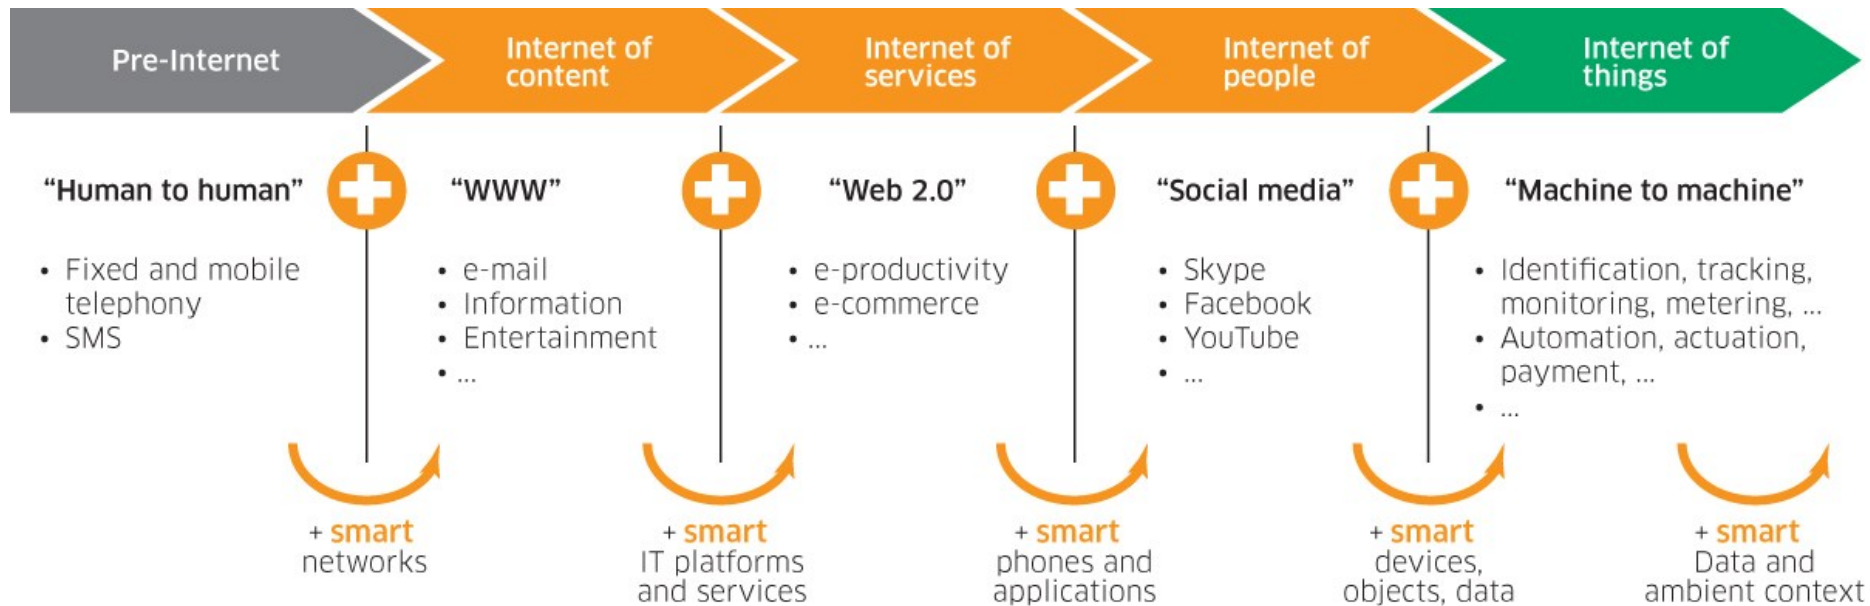 Pre-Internet
Internet of
content
Internet of
services
Internet of
people
Internet of
things
“Human to human”
• Fixed and mobile
telephony
• SMS
“WWW”
• e-mail
• Information
• Entertainment
• ...
“Web 2.0”
• e-productivity
• e-commerce
• ...
“Social media”
• Skype
• Facebook
• YouTube
• ...
“Machine to machine”
• Identification, tracking,
monitoring, metering, ...
• Automation, actuation,
payment, ...
• ...
+ smart
networks
+ smart
IT platforms
and services
+ smart
phones and
applications
+ smart
devices,
objects, data
+ smart
Data and
ambient context